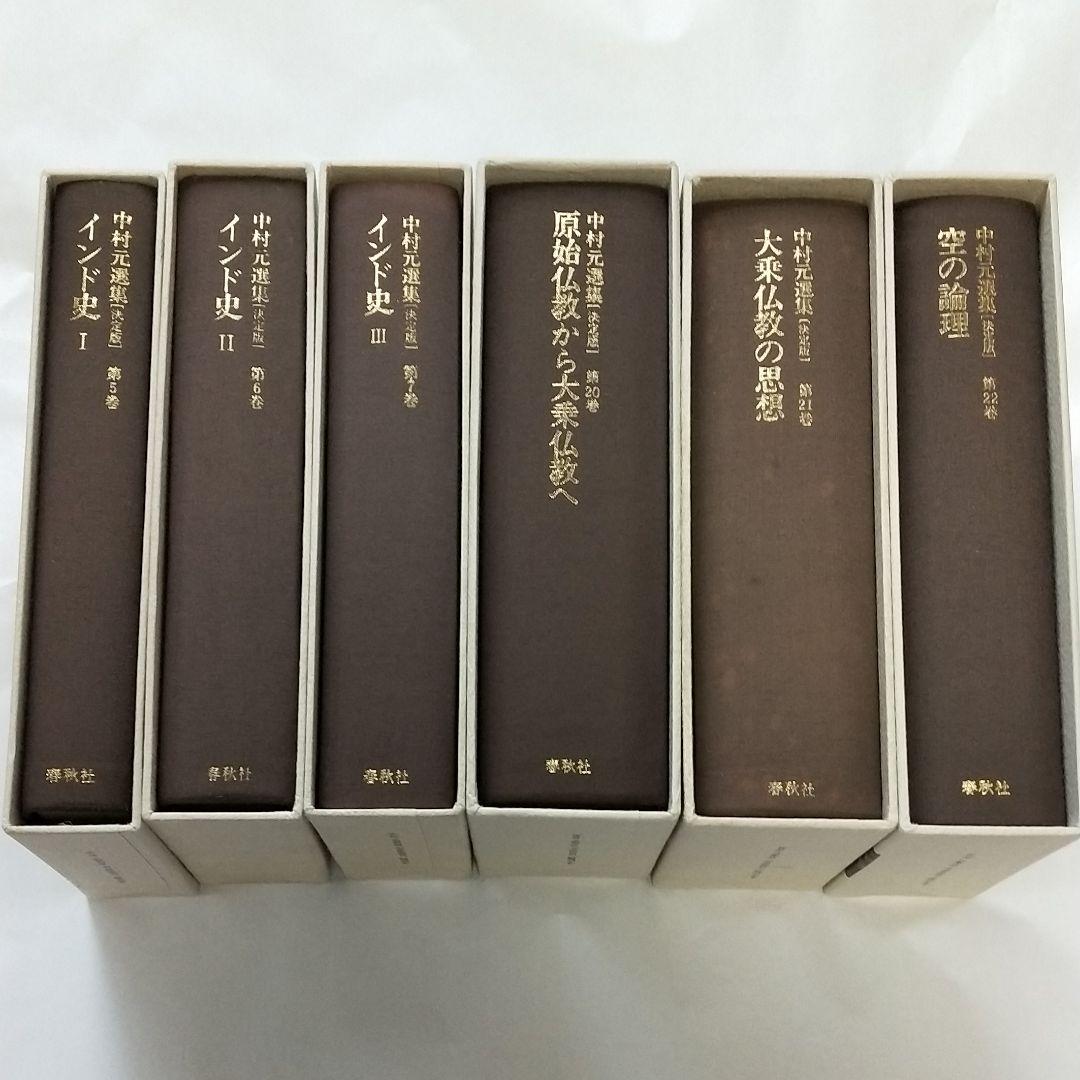 中村元選集［決定版］ 第5巻
インド史 I
春秋社
中村元選集［決定版］ 第6巻
インド史 II
春秋社
中村元選集［決定版］ 第7巻
インド史 III
春秋社
中村元選集［決定版］ 第20巻
原始仏教から大乗仏教へ
春秋社
中村元選集［決定版］ 第21巻
大乗仏教の思想
春秋社
中村元選集［決定版］ 第22巻
空の論理
春秋社